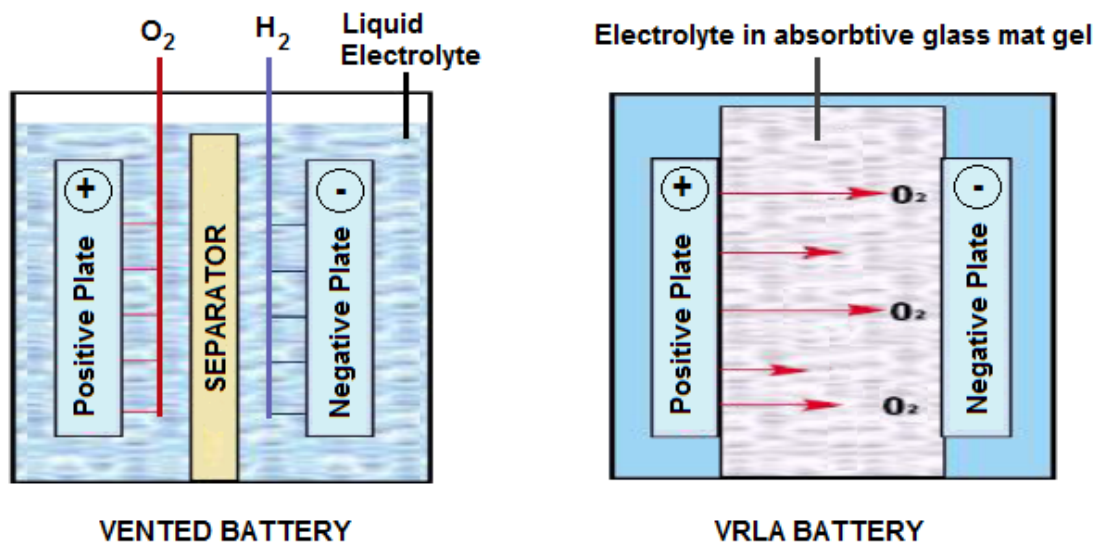 O₂
H₂
Liquid
Electrolyte
+
Positive Plate
SEPARATOR
-
Negative Plate
VENTED BATTERY
Electrolyte in absorbtive glass mat gel
+
Positive Plate
O₂
O₂
O₂
-
Negative Plate
VRLA BATTERY